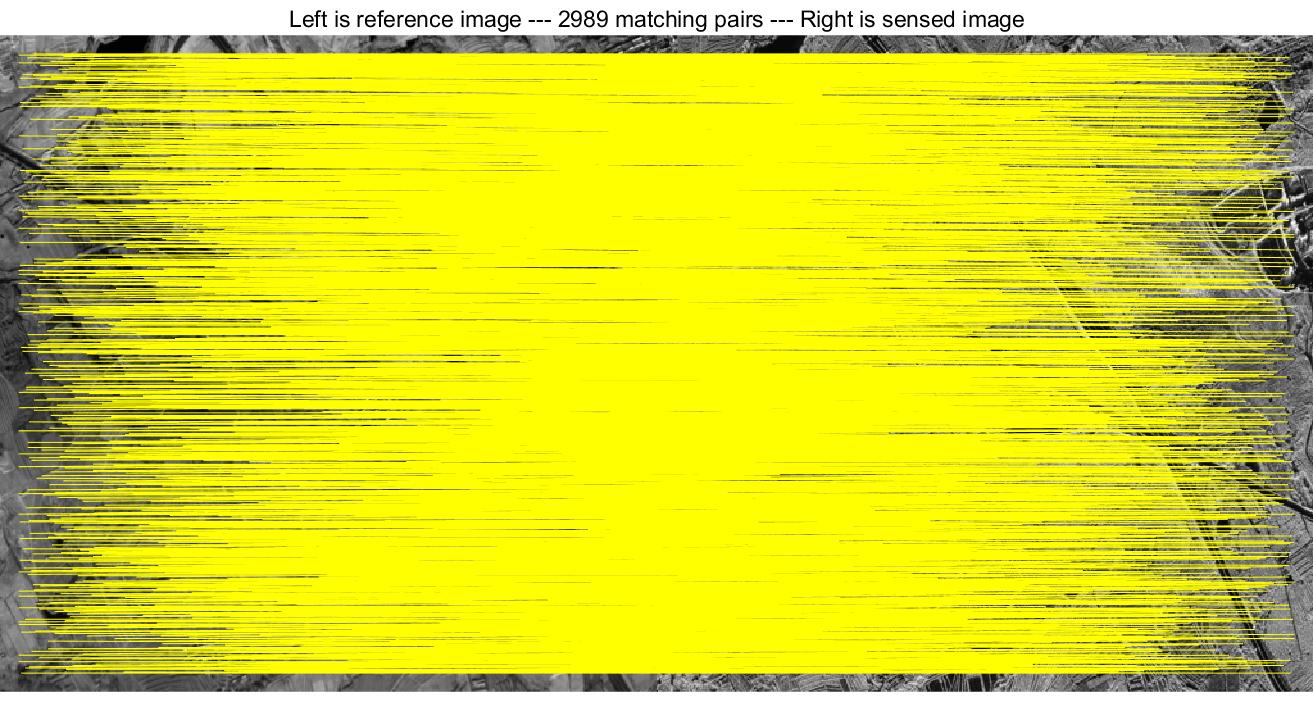 Left is reference image --- 2989 matching pairs --- Right is sensed image